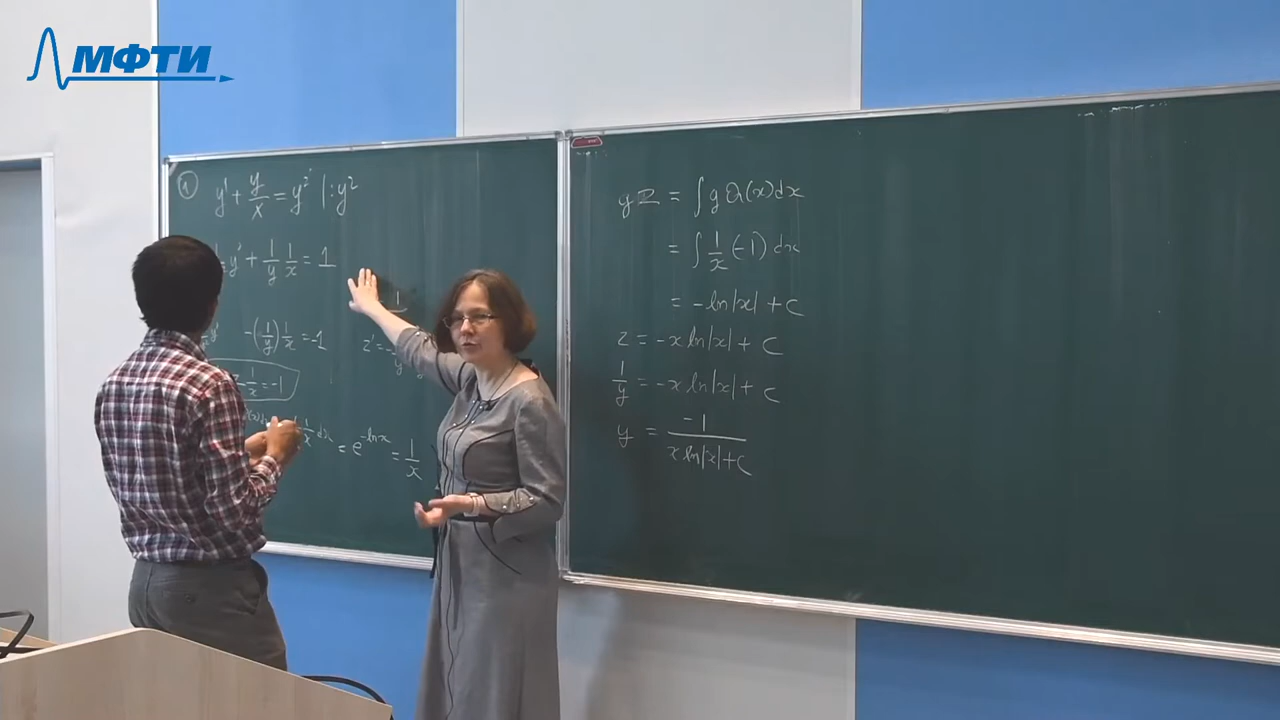 МФТИ
① y' + y/x = y² | : y²
y' + 1/y 1/x = 1
-(1/y) 1/x = -1
z' = -
1/x = -1
1/x dx = e^{-ln x} = 1/x
y z = ∫ g Q(x) dx
= ∫ 1/x (-1) dx
= -ln|x| + C
z = -x ln|x| + C
1/y = -x ln|x| + C
y = -1/(x ln|x| + C)